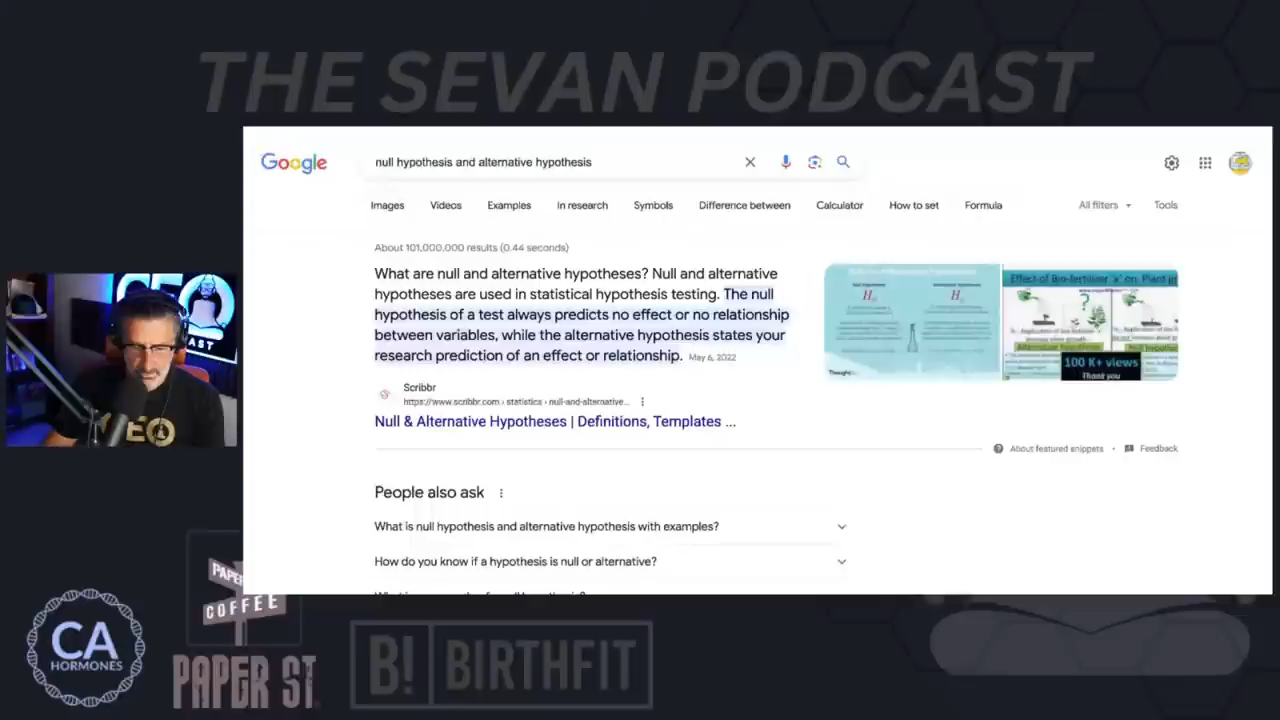 THE SEVAN PODCAST
Google
null hypothesis and alternative hypothesis
Images Videos Examples In research Symbols Difference between Calculator How to set Formula All filters Tools
About 101,000,000 results (0.44 seconds)
What are null and alternative hypotheses? Null and alternative
hypotheses are used in statistical hypothesis testing. The null
hypothesis of a test always predicts no effect or no relationship
between variables, while the alternative hypothesis states your
research prediction of an effect or relationship. May 6, 2022
Effect of Bio-fertilizer 'x' on Plant
100 K+ views
Thank you
Scribbr
https://www.scribbr.com › statistics › null-and-alternative...
Null & Alternative Hypotheses | Definitions, Templates ...
About featured snippets • Feedback
People also ask
What is null hypothesis and alternative hypothesis with examples?
How do you know if a hypothesis is null or alternative?
CEO
CAST
CEO
CA
HORMONES
COFFEE
PAPER ST.
B! BIRTHFIT